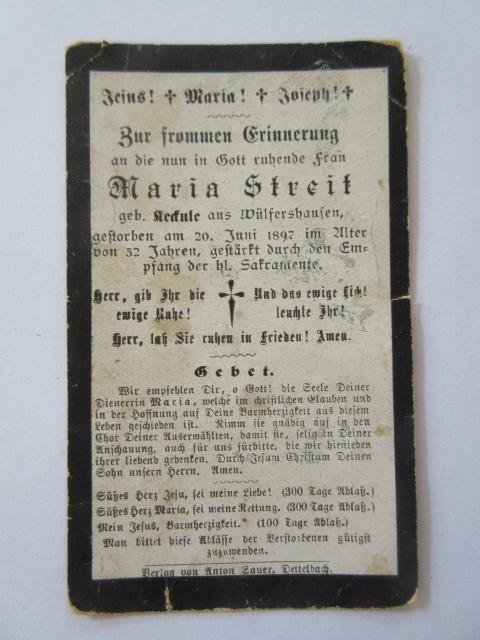 Jesus! ✝ Maria! ✝ Joseph! ✝
Zur frommen Erinnerung
an die nun in Gott ruhende Frau
Maria Streit
geb. Keckule aus Wülfershausen,
gestorben am 20. Juni 1897 im Alter
von 32 Jahren, gestärkt durch den Em-
pfang der hl. Sakramente.
Herr, gib Ihr die ewige Ruhe!
Und das ewige Licht leuchte Ihr!
Herr, laß Sie ruhen in Frieden! Amen.
Gebet.
Wir empfehlen Dir, o Gott! die Seele Deiner
Dienerrin Maria, welche im christlichen Glauben und
in der Hoffnung auf Deine Barmherzigkeit aus diesem
Leben geschieden ist. Nimm sie gnädig auf in den
Chor Deiner Auserwählten, damit sie, selig in Deiner
Anschauung, auch für uns fürbitte, die wir hienieden
ihrer liebend gedenken. Durch Jesum Christum Deinen
Sohn unsern Herrn. Amen.
Süßes Herz Jesu, sei meine Liebe! (300 Tage Ablaß.)
Süßes Herz Maria, sei meine Rettung. (300 Tage Ablaß.)
Mein Jesus, Barmherzigkeit. (100 Tage Ablaß.)
Man bittet diese Ablässe der Verstorbenen gütigst
zuzuwenden.
Verlag von Anton Sauer, Dettelbach.